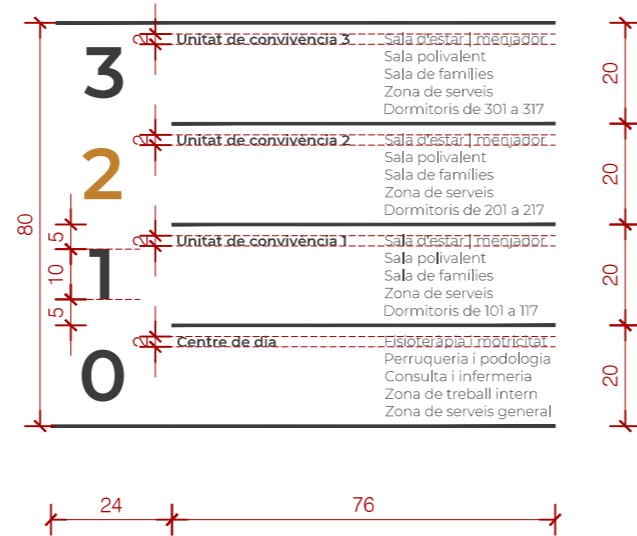 3
2 Unitat de convivència 3 Sala d'estar | menjador
Sala polivalent
Sala de famílies
Zona de serveis
Dormitoris de 301 a 317
20
2
2 Unitat de convivència 2 Sala d'estar | menjador
Sala polivalent
Sala de famílies
Zona de serveis
Dormitoris de 201 a 217
20
80
5
10
5
1
2 Unitat de convivència 1 Sala d'estar | menjador
Sala polivalent
Sala de famílies
Zona de serveis
Dormitoris de 101 a 117
20
0
2 Centre de dia Fisioteràpia i motricitat
Perruqueria i podologia
Consulta i infermeria
Zona de treball intern
Zona de serveis general
20
24 76